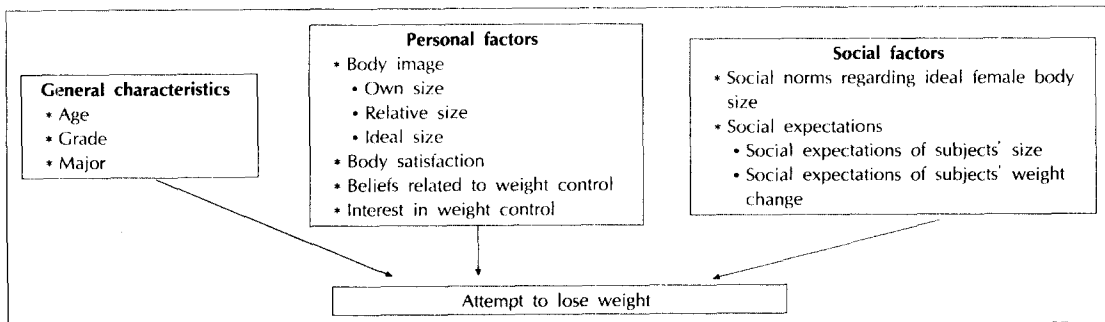 General characteristics
* Age
* Grade
* Major
Personal factors
* Body image
• Own size
• Relative size
• Ideal size
* Body satisfaction
* Beliefs related to weight control
* Interest in weight control
Social factors
* Social norms regarding ideal female body
size
* Social expectations
• Social expectations of subjects' size
• Social expectations of subjects' weight
change
Attempt to lose weight